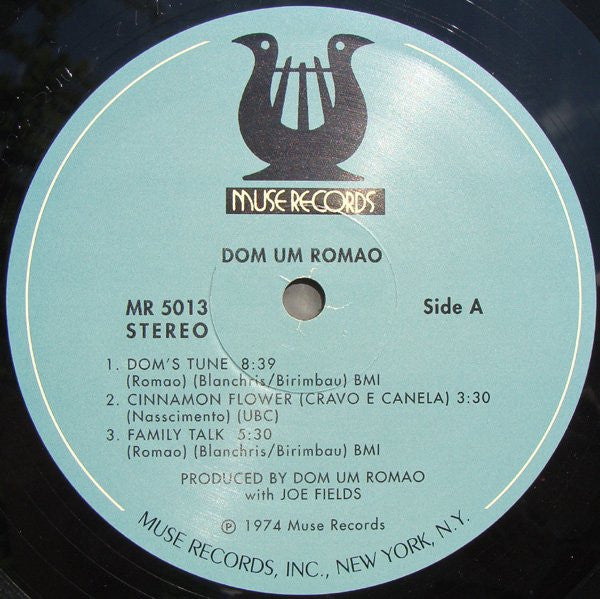 MUSE RECORDS
DOM UM ROMAO
MR 5013
STEREO
Side A
1. DOM'S TUNE 8:39
(Romao) (Blanchris/Birimbau) BMI
2. CINNAMON FLOWER (CRAVO E CANELA) 3:30
(Nasscimento) (UBC)
3. FAMILY TALK 5:30
(Romao) (Blanchris/Birimbau) BMI
PRODUCED BY DOM UM ROMAO
with JOE FIELDS
℗ 1974 Muse Records
MUSE RECORDS, INC., NEW YORK, N.Y.